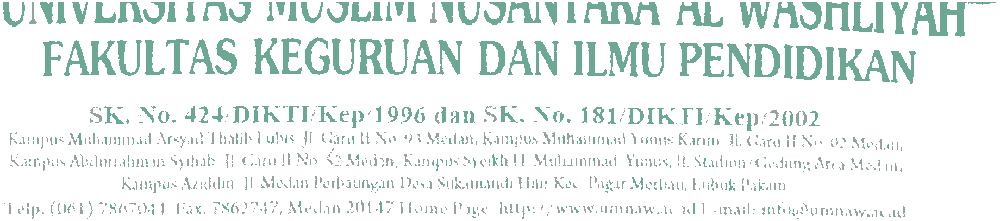 UNIVERSITAS MUSLIM NUSANTARA AL WASHLIYAH
FAKULTAS KEGURUAN DAN ILMU PENDIDIKAN
SK. No. 424/DIKTI/Kep/1996 dan SK. No. 181/DIKTI/Kep/2002
Kampus Muhammad Arsyad Thalib Lubis Jl Garu II No 93 Medan, Kampus Muhammad Yunus Karim Jl. Garu II No 02 Medan,
Kampus Abdurrahman Syihab Jl Garu II No 52 Medan, Kampus Syeikh H Muhammad Yunus, Jl. Stadion/Gedung Arca Medan,
Kampus Aziddin Jl Medan Perbaungan Desa Sukamandi Hilir Kec Pagar Merbau, Lubuk Pakam
Telp. (061) 7867044 Fax. 7862747, Medan 20147 Home Page http://www.umnaw.ac.id E-mail: info@umnaw.ac.id